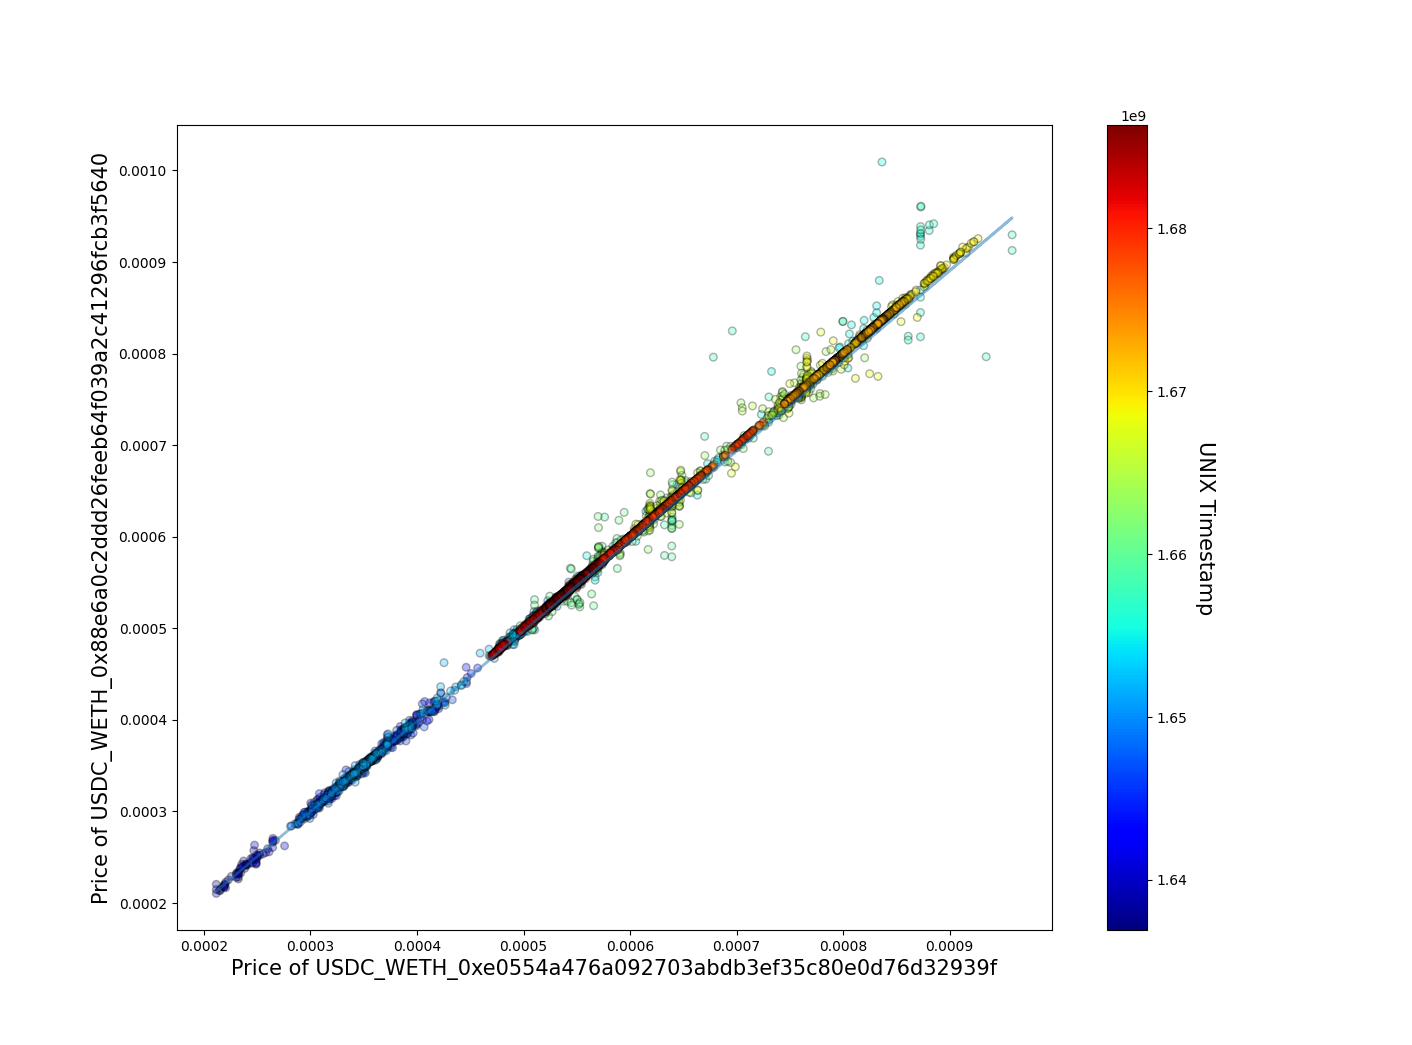 1e9
0.0010
0.0009
0.0008
0.0007
0.0006
0.0005
0.0004
0.0003
0.0002
Price of USDC_WETH_0x88e6a0c2ddd26feeb64f039a2c41296fcb3f5640
0.0002 0.0003 0.0004 0.0005 0.0006 0.0007 0.0008 0.0009
Price of USDC_WETH_0xe0554a476a092703abdb3ef35c80e0d76d32939f
1.68
1.67
1.66
1.65
1.64
UNIX Timestamp